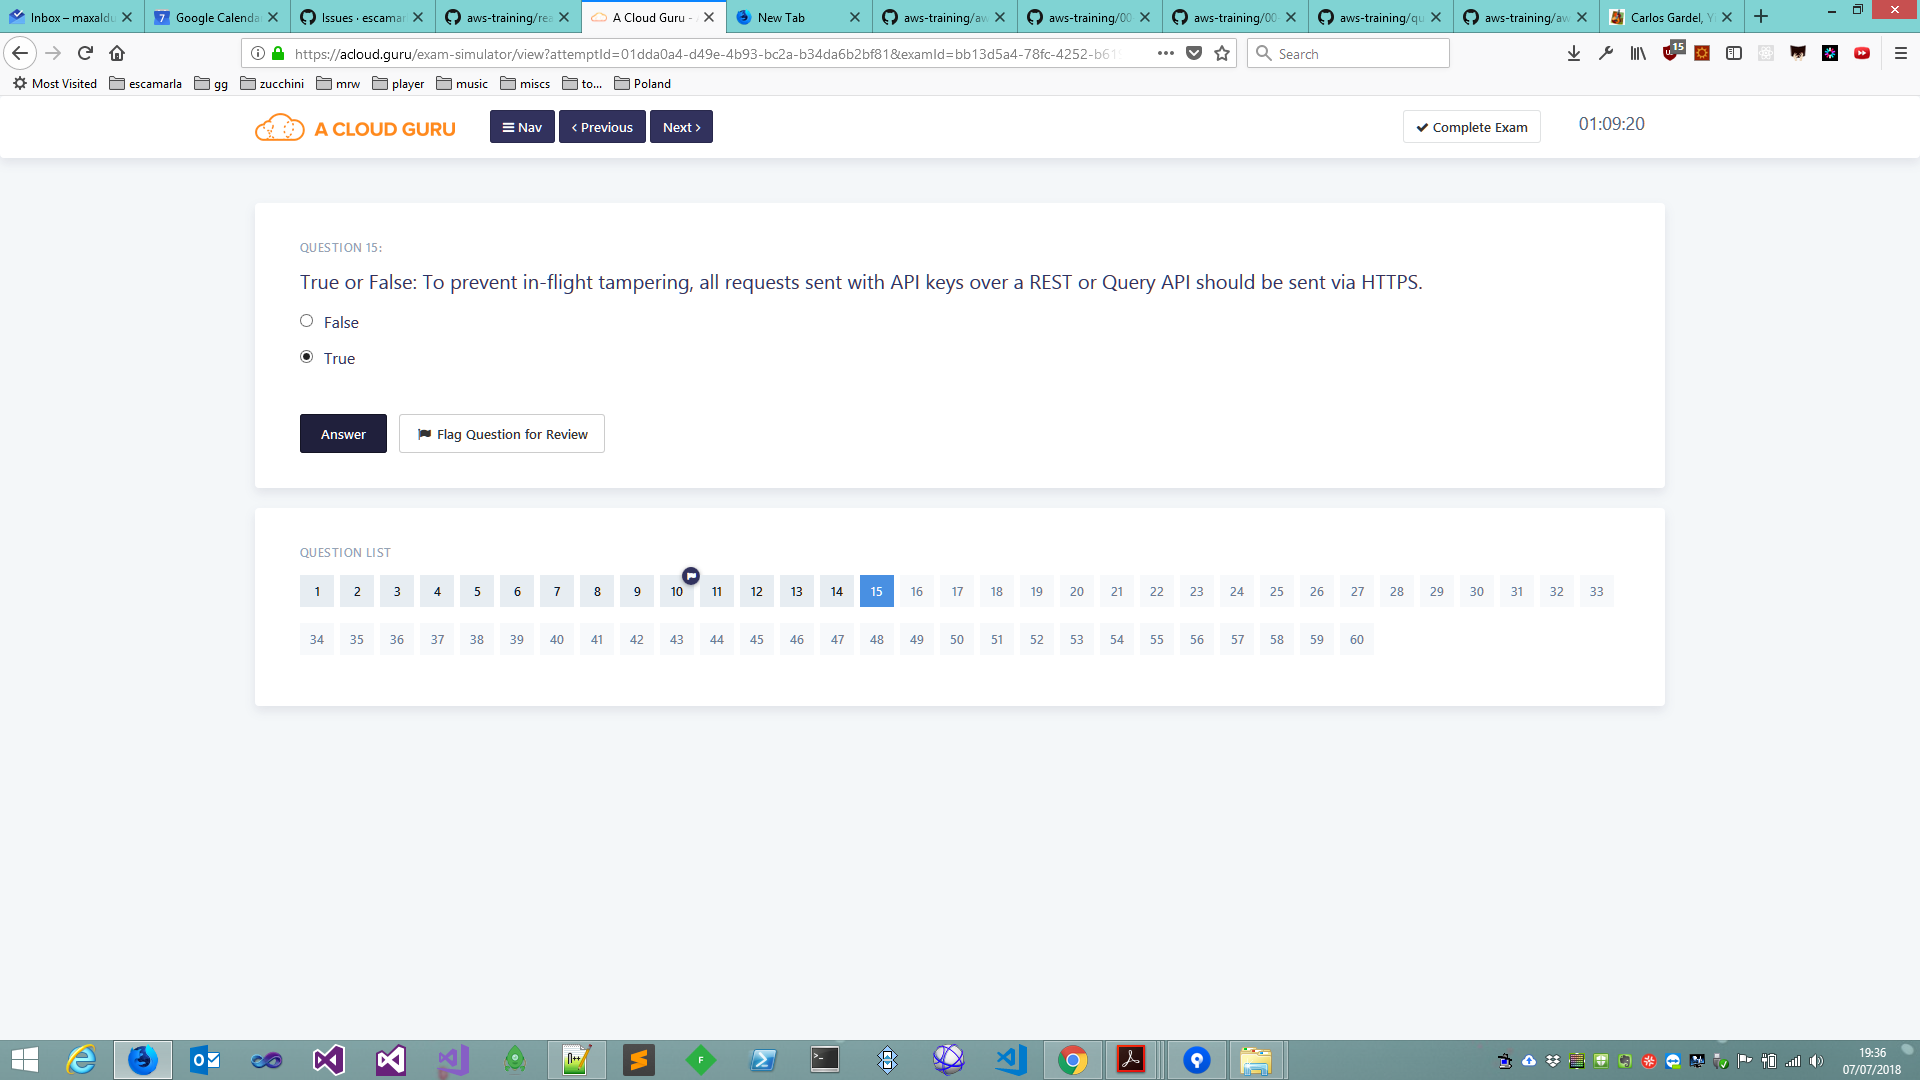 Inbox – maxaldu
Google Calenda
Issues · escamar
aws-training/rea
A Cloud Guru -
New Tab
aws-training/aw
aws-training/00
aws-training/00
aws-training/qu
aws-training/aw
Carlos Gardel, Y
https://acloud.guru/exam-simulator/view?attemptId=01dda0a4-d49e-4b93-bc2a-b34da6b2bf81&examId=bb13d5a4-78fc-4252-b61
Search
15
Most Visited
escamarla
gg
zucchini
mrw
player
music
miscs
to...
Poland
A CLOUD GURU
Nav
Previous
Next
Complete Exam
01:09:20
QUESTION 15:
True or False: To prevent in-flight tampering, all requests sent with API keys over a REST or Query API should be sent via HTTPS.
False
True
Answer
Flag Question for Review
QUESTION LIST
1 2 3 4 5 6 7 8 9 10 11 12 13 14 15 16 17 18 19 20 21 22 23 24 25 26 27 28 29 30 31 32 33
34 35 36 37 38 39 40 41 42 43 44 45 46 47 48 49 50 51 52 53 54 55 56 57 58 59 60
19:36
07/07/2018